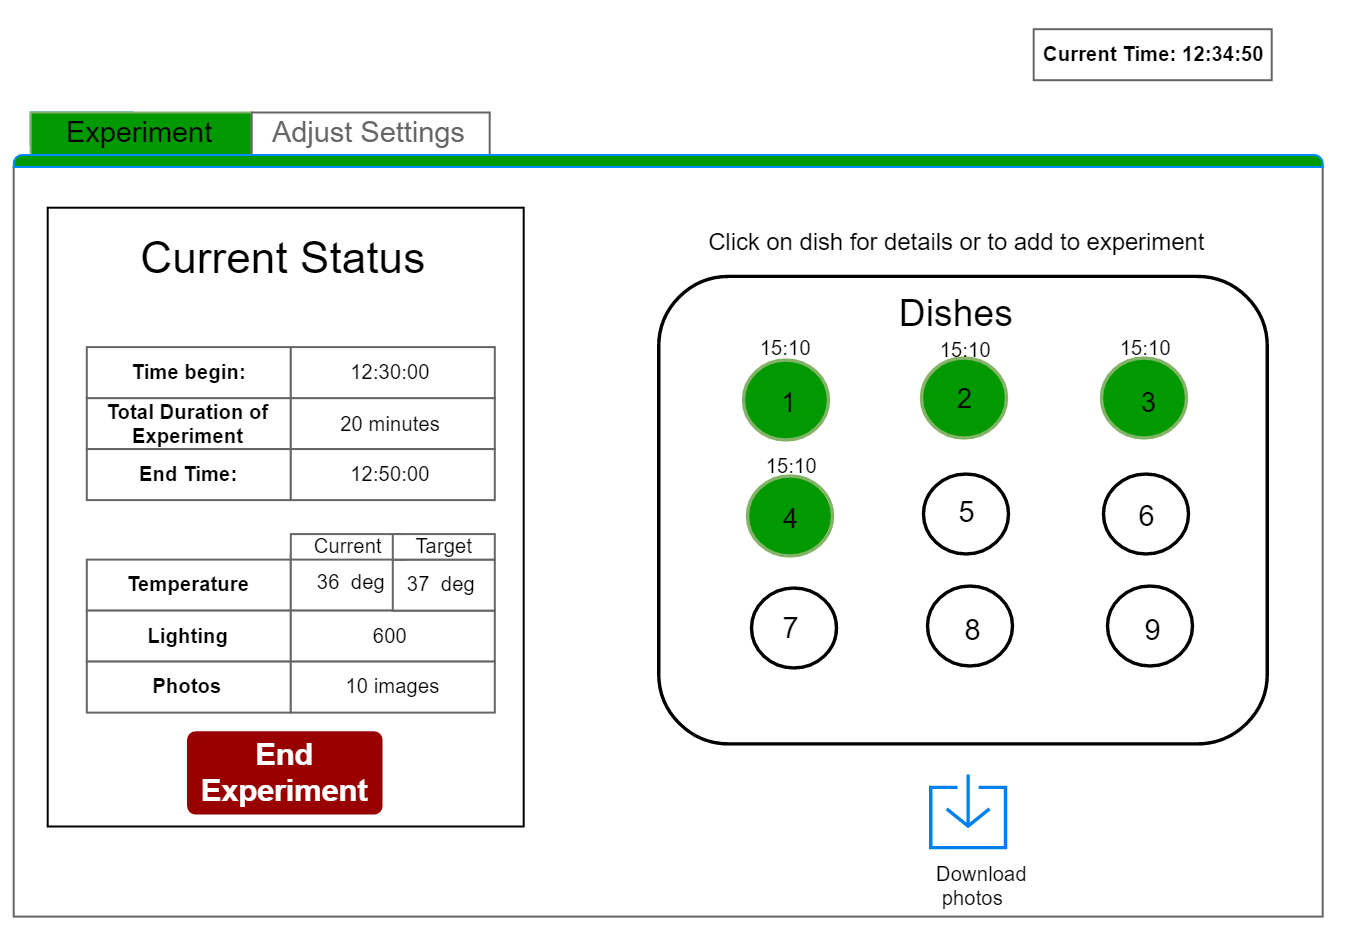 Current Time: 12:34:50
Experiment
Adjust Settings
Current Status
Time begin:
12:30:00
Total Duration of
Experiment
20 minutes
End Time:
12:50:00
Current
Target
Temperature
36 deg
37 deg
Lighting
600
Photos
10 images
End
Experiment
Click on dish for details or to add to experiment
Dishes
15:10
15:10
15:10
1
2
3
15:10
4
5
6
7
8
9
Download
photos